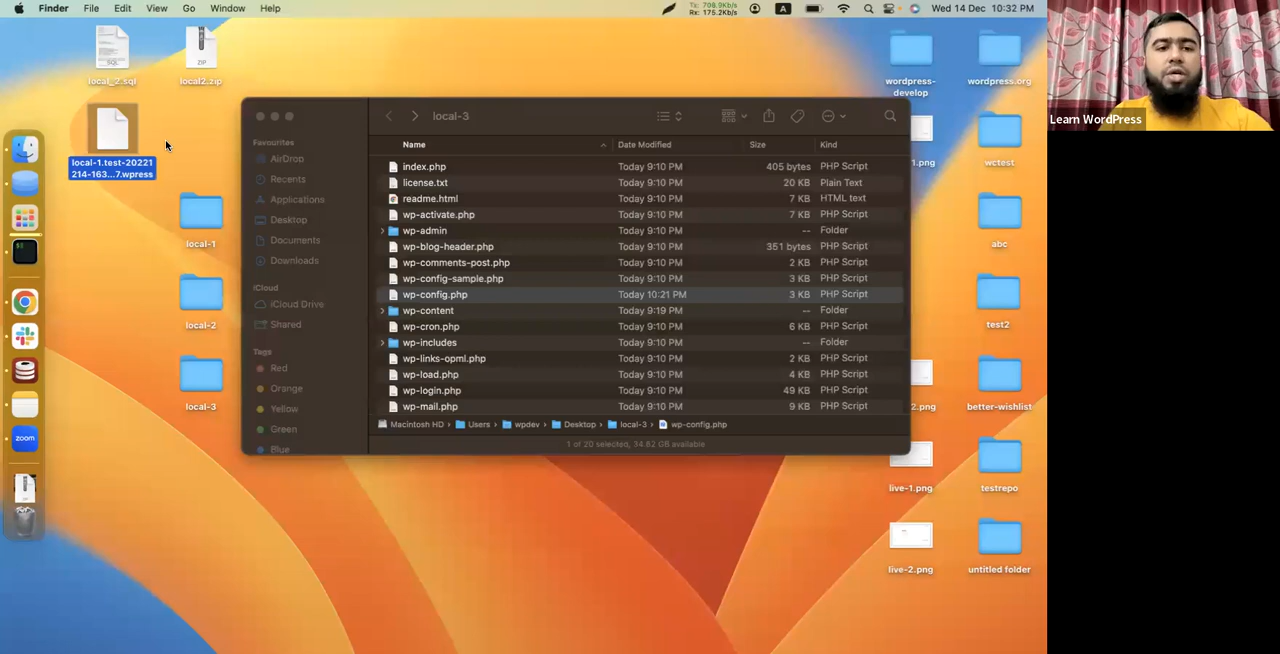 Finder File Edit View Go Window Help
Tx: 708.0Kb/s
Rx: 175.2Kb/s
A
Wed 14 Dec 10:32 PM
local_2.sql
local2.zip
SQL
ZIP
local-1.test-20221
214-163...7.wpress
local-1
local-2
local-3
zoom
local-3
Favourites
AirDrop
Recents
Applications
Desktop
Documents
Downloads
iCloud
iCloud Drive
Shared
Tags
Red
Orange
Yellow
Green
Blue
Name Date Modified Size Kind
index.php Today 9:10 PM 405 bytes PHP Script
license.txt Today 9:10 PM 20 KB Plain Text
readme.html Today 9:10 PM 7 KB HTML text
wp-activate.php Today 9:10 PM 7 KB PHP Script
wp-admin Today 9:10 PM -- Folder
wp-blog-header.php Today 9:10 PM 351 bytes PHP Script
wp-comments-post.php Today 9:10 PM 2 KB PHP Script
wp-config-sample.php Today 9:10 PM 3 KB PHP Script
wp-config.php Today 10:21 PM 3 KB PHP Script
wp-content Today 9:19 PM -- Folder
wp-cron.php Today 9:10 PM 6 KB PHP Script
wp-includes Today 9:10 PM -- Folder
wp-links-opml.php Today 9:10 PM 2 KB PHP Script
wp-load.php Today 9:10 PM 4 KB PHP Script
wp-login.php Today 9:10 PM 49 KB PHP Script
wp-mail.php Today 9:10 PM 9 KB PHP Script
Macintosh HD › Users › wpdev › Desktop › local-3 › wp-config.php
1 of 20 selected, 34.82 GB available
wordpress-
develop
wordpress.org
1.png
wctest
abc
test2
2.png
better-wishlist
live-1.png
testrepo
live-2.png
untitled folder
Learn WordPress